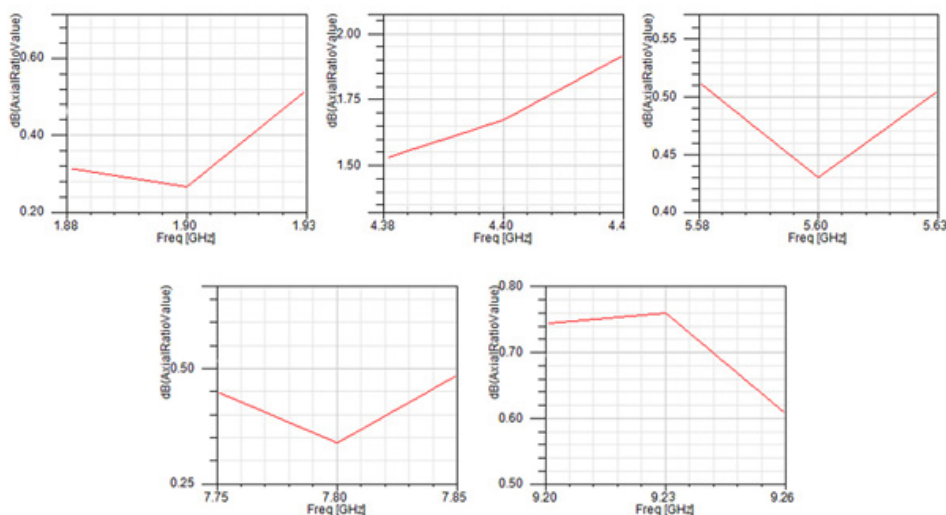 dB(AxialRatioValue)
0.60
0.40
0.20
1.88 1.90 1.93
Freq [GHz]
dB(AxialRatioValue)
2.00
1.75
1.50
4.38 4.40 4.4
Freq [GHz]
dB(AxialRatioValue)
0.55
0.50
0.45
0.40
5.58 5.60 5.63
Freq [GHz]
dB(AxialRatioValue)
0.50
0.25
7.75 7.80 7.85
Freq [GHz]
dB(AxialRatioValue)
0.80
0.70
0.60
0.50
9.20 9.23 9.26
Freq [GHz]